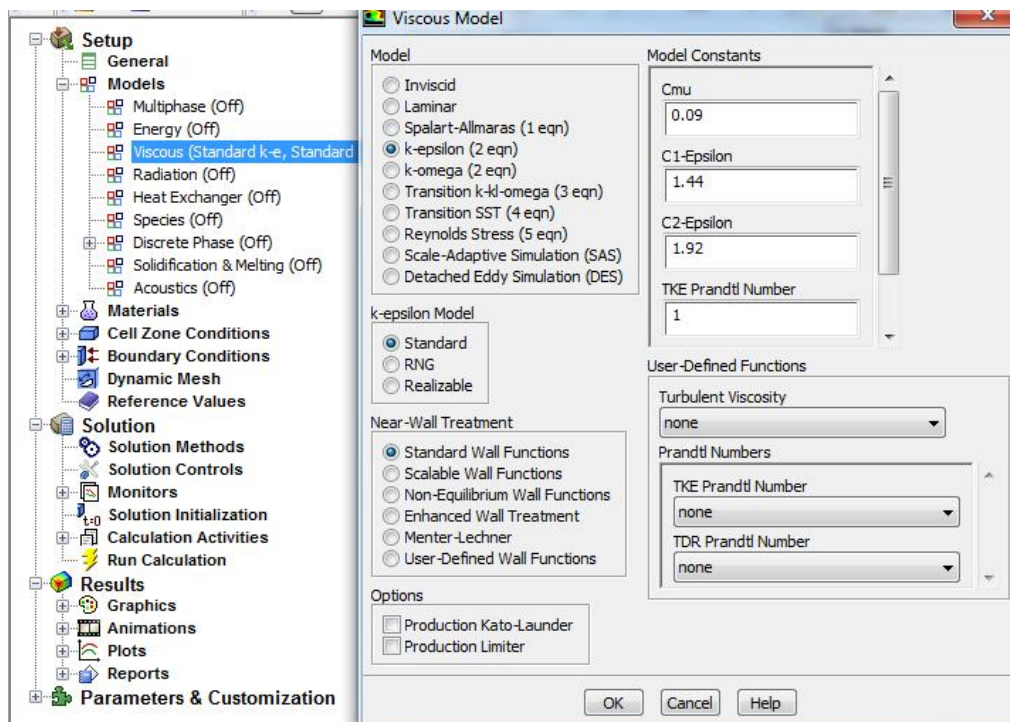 Setup
General
Models
Multiphase (Off)
Energy (Off)
Viscous (Standard k-e, Standard
Radiation (Off)
Heat Exchanger (Off)
Species (Off)
Discrete Phase (Off)
Solidification & Melting (Off)
Acoustics (Off)
Materials
Cell Zone Conditions
Boundary Conditions
Dynamic Mesh
Reference Values
Solution
Solution Methods
Solution Controls
Monitors
t=0 Solution Initialization
Calculation Activities
Run Calculation
Results
Graphics
Animations
Plots
Reports
Parameters & Customization
Viscous Model
Model
Inviscid
Laminar
Spalart-Allmaras (1 eqn)
k-epsilon (2 eqn)
k-omega (2 eqn)
Transition k-kl-omega (3 eqn)
Transition SST (4 eqn)
Reynolds Stress (5 eqn)
Scale-Adaptive Simulation (SAS)
Detached Eddy Simulation (DES)
k-epsilon Model
Standard
RNG
Realizable
Near-Wall Treatment
Standard Wall Functions
Scalable Wall Functions
Non-Equilibrium Wall Functions
Enhanced Wall Treatment
Menter-Lechner
User-Defined Wall Functions
Options
Production Kato-Launder
Production Limiter
Model Constants
Cmu
0.09
C1-Epsilon
1.44
C2-Epsilon
1.92
TKE Prandtl Number
1
User-Defined Functions
Turbulent Viscosity
none
Prandtl Numbers
TKE Prandtl Number
none
TDR Prandtl Number
none
OK
Cancel
Help